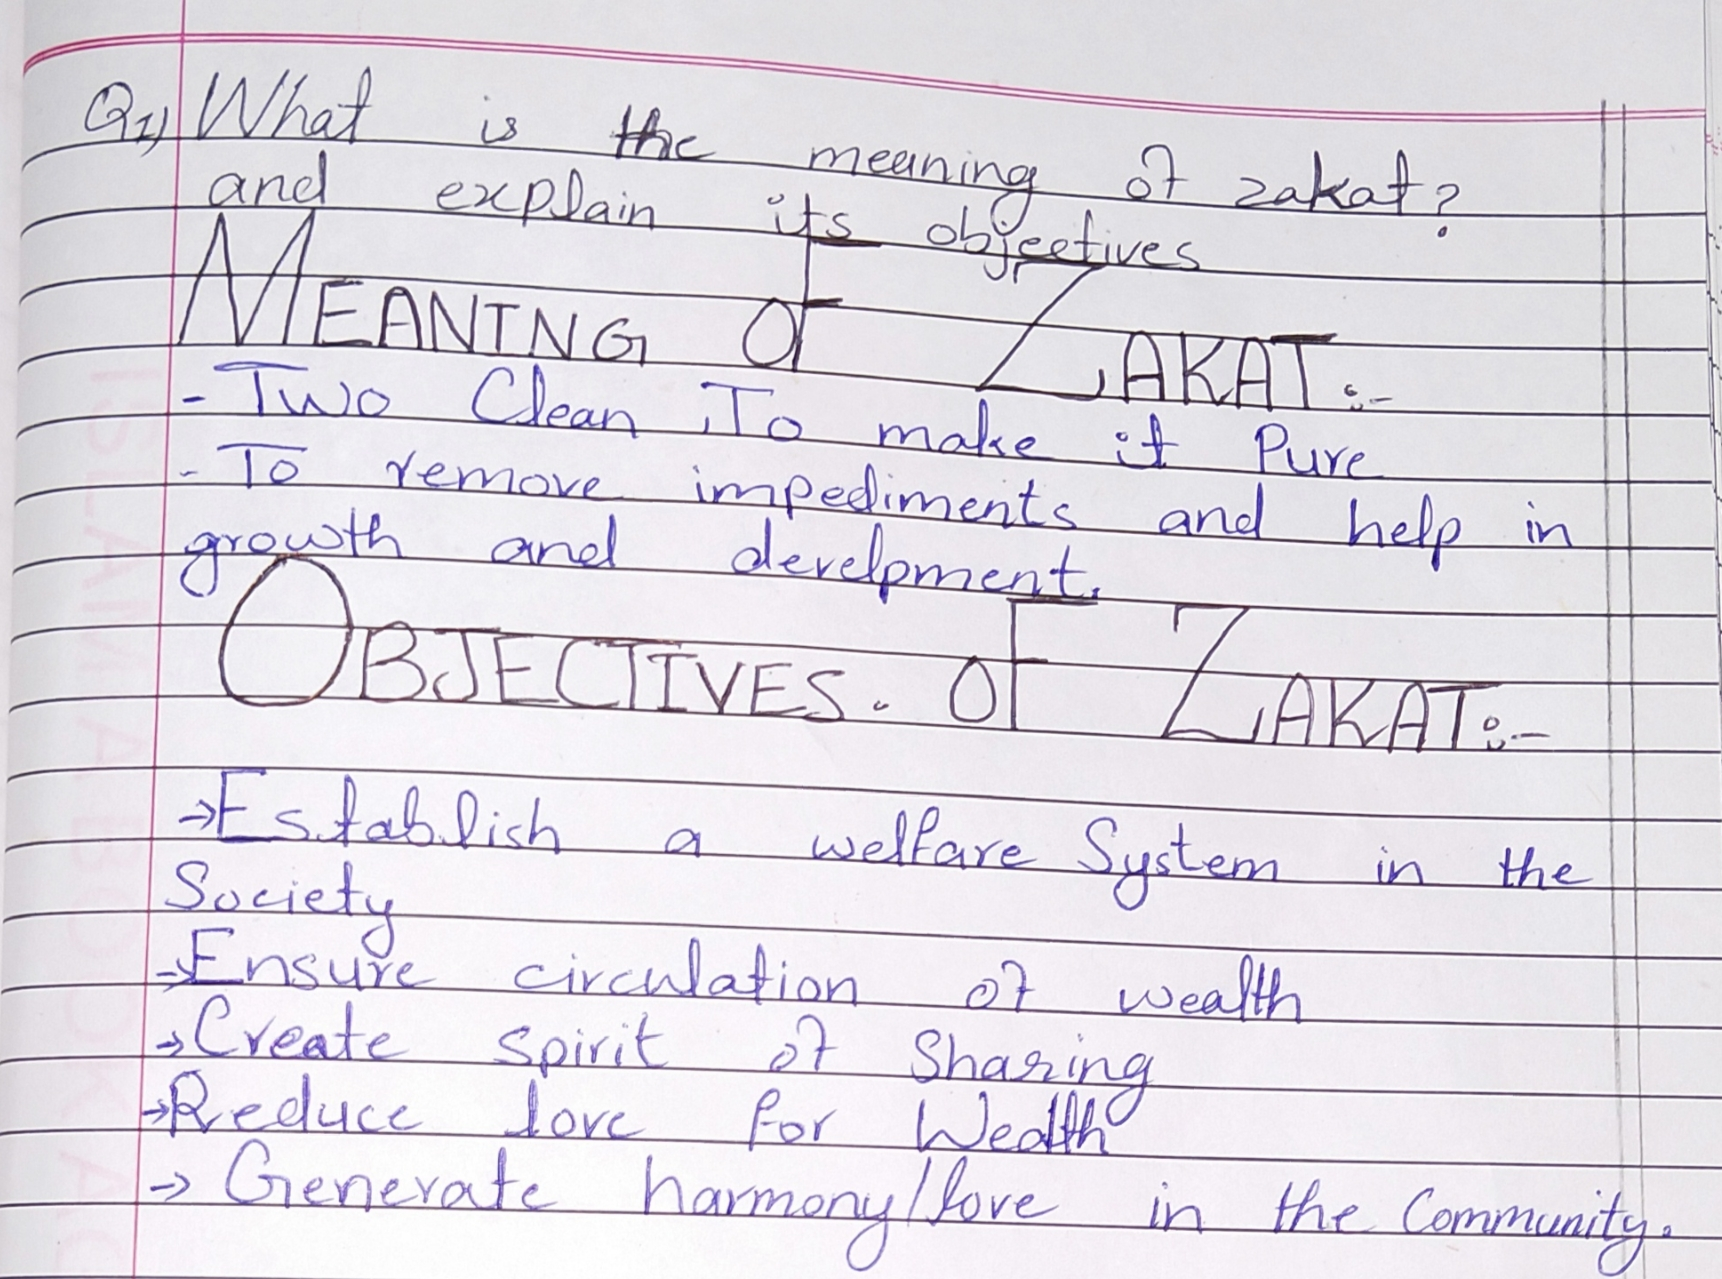 Q1) What is the meaning of zakat?
and explain its objectives
MEANING OF ZAKAT:-
- Two Clean, To make it Pure
- To remove impediments and help in
growth and develpment.
OBJECTIVES. OF ZAKAT:-
→Establish a welfare System in the
Society
→Ensure circulation of wealth
→Create spirit of Sharing
→Reduce love for Wealth
→ Generate harmony/love in the Community.